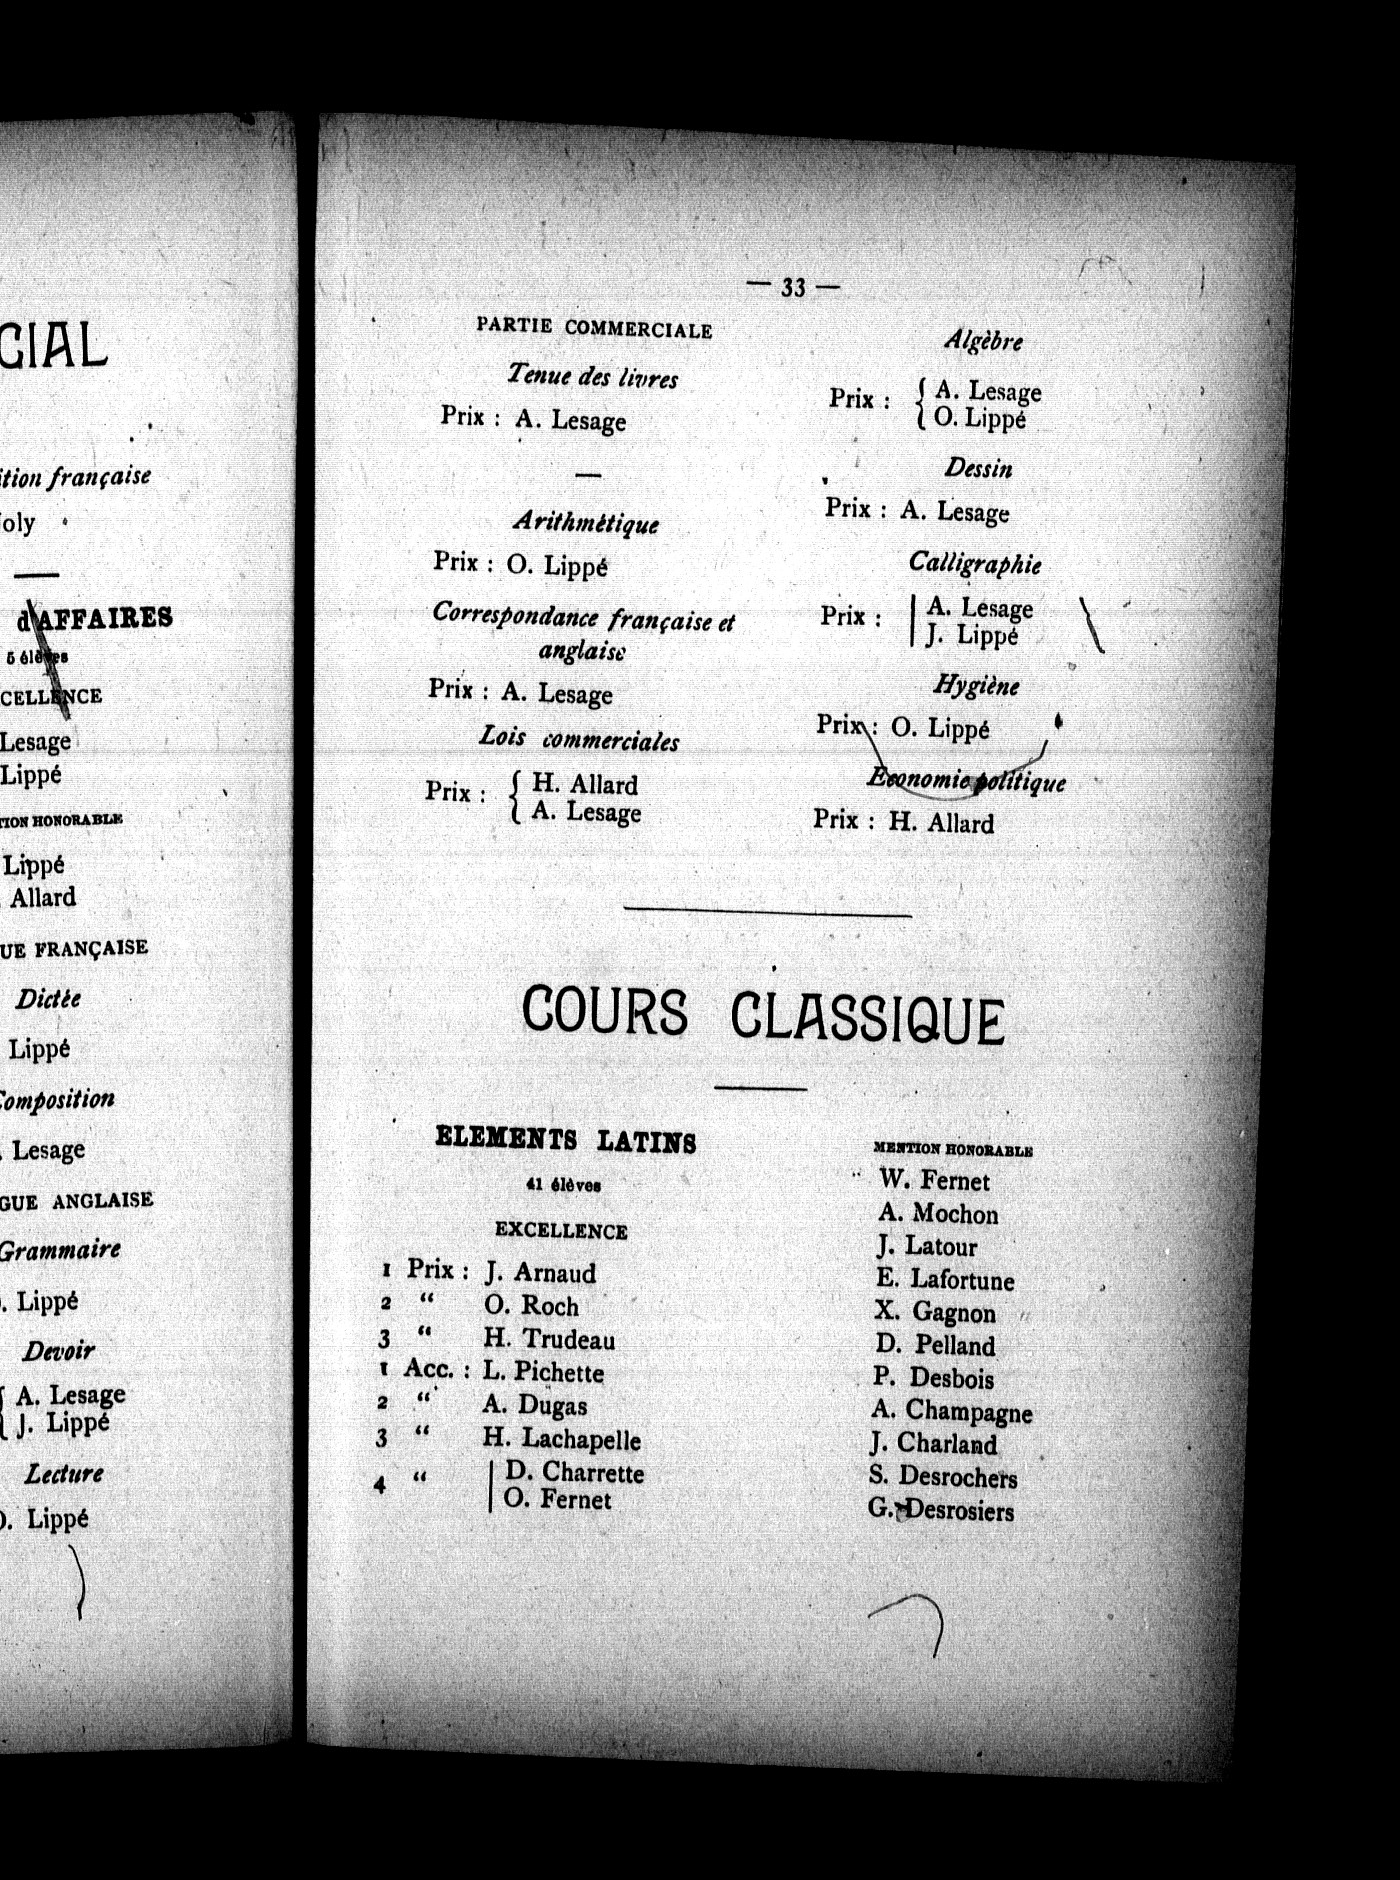 CIAL
ition française
oly
d'AFFAIRES
5 élèves
CELLENCE
Lesage
Lippé
TION HONORABLE
Lippé
. Allard
UE FRANÇAISE
Dictée
Lippé
Composition
. Lesage
GUE ANGLAISE
Grammaire
. Lippé
Devoir
{ A. Lesage
J. Lippé
Lecture
O. Lippé
— 33 —
PARTIE COMMERCIALE
Tenue des livres
Prix : A. Lesage
—
Arithmétique
Prix : O. Lippé
Correspondance française et
anglaise
Prix : A. Lesage
Lois commerciales
Prix : { H. Allard
A. Lesage
Algèbre
Prix : { A. Lesage
O. Lippé
Dessin
Prix : A. Lesage
Calligraphie
Prix : | A. Lesage
J. Lippé
Hygiène
Prix : O. Lippé
Economie politique
Prix : H. Allard
COURS CLASSIQUE
ELEMENTS LATINS
41 élèves
EXCELLENCE
1 Prix : J. Arnaud
2 “ O. Roch
3 “ H. Trudeau
1 Acc. : L. Pichette
2 “ A. Dugas
3 “ H. Lachapelle
4 “ | D. Charrette
O. Fernet
MENTION HONORABLE
W. Fernet
A. Mochon
J. Latour
E. Lafortune
X. Gagnon
D. Pelland
P. Desbois
A. Champagne
J. Charland
S. Desrochers
G. Desrosiers